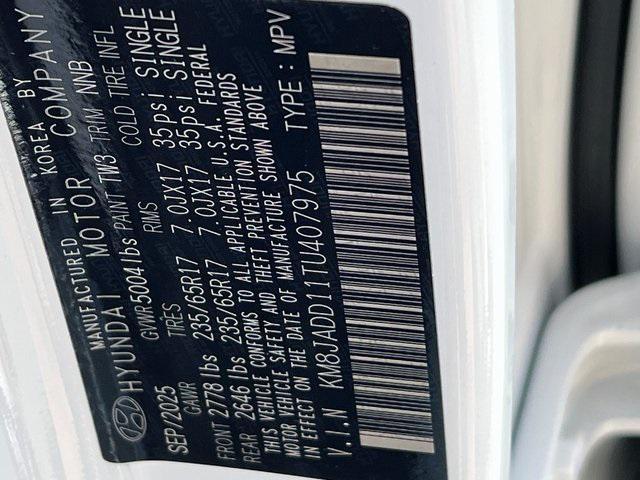 MANUFACTURED IN KOREA BY
HYUNDAI MOTOR COMPANY
SEP/2025 GVWR 5004 lbs PAINT TW3 TRIM NNB
GAWR TIRES RIMS COLD TIRE INFL
FRONT 2778 lbs 235/65R17 7.0JX17 35psi SINGLE
REAR 2646 lbs 235/65R17 7.0JX17 35psi SINGLE
THIS VEHICLE CONFORMS TO ALL APPLICABLE U.S.A. FEDERAL
MOTOR VEHICLE SAFETY AND THEFT PREVENTION STANDARDS
IN EFFECT ON THE DATE OF MANUFACTURE SHOWN ABOVE
V.I.N KM8JADD11TU407975 TYPE : MPV